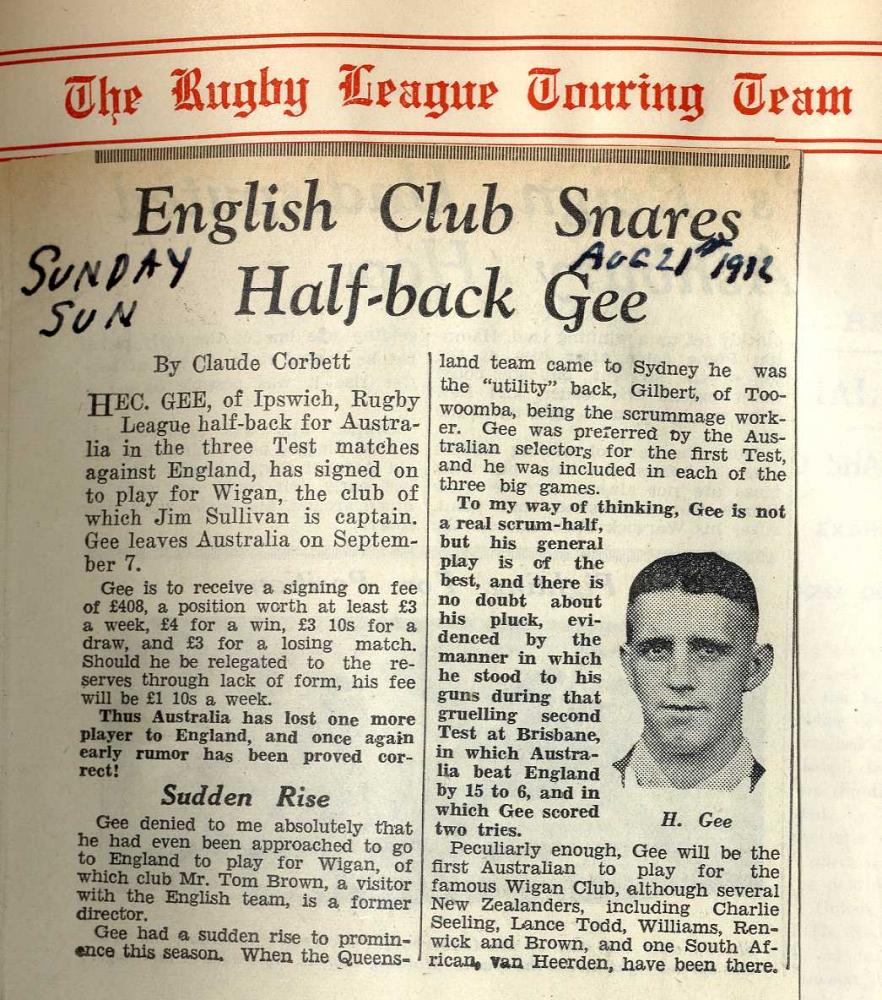 The Rugby League Touring Team
English Club Snares
Half-back Gee
SUNDAY
SUN
AUG 21st 1932
By Claude Corbett
HEC. GEE, of Ipswich, Rugby
League half-back for Austra-
lia in the three Test matches
against England, has signed on
to play for Wigan, the club of
which Jim Sullivan is captain.
Gee leaves Australia on Septem-
ber 7.
Gee is to receive a signing on fee
of £408, a position worth at least £3
a week, £4 for a win, £3 10s for a
draw, and £3 for a losing match.
Should he be relegated to the re-
serves through lack of form, his fee
will be £1 10s a week.
Thus Australia has lost one more
player to England, and once again
early rumor has been proved cor-
rect!
Sudden Rise
Gee denied to me absolutely that
he had even been approached to go
to England to play for Wigan, of
which club Mr. Tom Brown, a visitor
with the English team, is a former
director.
Gee had a sudden rise to promin-
ence this season. When the Queens-
land team came to Sydney he was
the "utility" back, Gilbert, of Too-
woomba, being the scrummage work-
er. Gee was preferred by the Aus-
tralian selectors for the first Test,
and he was included in each of the
three big games.
To my way of thinking, Gee is not
a real scrum-half,
but his general
play is of the
best, and there is
no doubt about
his pluck, evi-
denced by the
manner in which
he stood to his
guns during that
gruelling second
Test at Brisbane,
in which Austra-
lia beat England
by 15 to 6, and in
which Gee scored
two tries.
H. Gee
Peculiarly enough, Gee will be the
first Australian to play for the
famous Wigan Club, although several
New Zealanders, including Charlie
Seeling, Lance Todd, Williams, Ren-
wick and Brown, and one South Af-
rican, van Heerden, have been there.